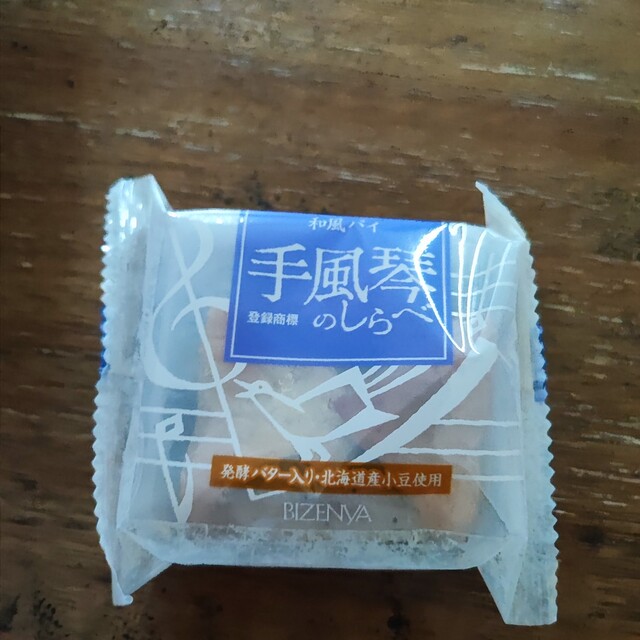 和風パイ
手風琴
登録商標
のしらべ
発酵バター入り・北海道産小豆使用
BIZENYA